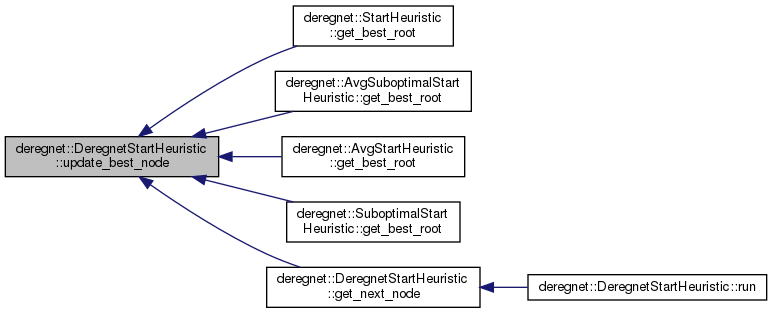 deregnet::StartHeuristic
::get_best_root
deregnet::AvgSuboptimalStart
Heuristic::get_best_root
deregnet::DeregnetStartHeuristic
::update_best_node
deregnet::AvgStartHeuristic
::get_best_root
deregnet::SuboptimalStart
Heuristic::get_best_root
deregnet::DeregnetStartHeuristic
::get_next_node
deregnet::DeregnetStartHeuristic::run